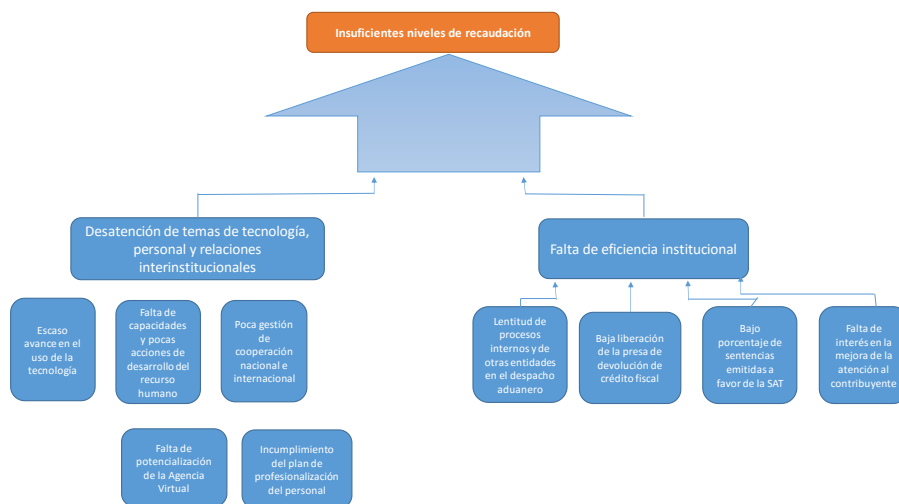 Insuficientes niveles de recaudación
Desatención de temas de tecnología,
personal y relaciones
interinstitucionales
Falta de eficiencia institucional
Escaso
avance en el
uso de la
tecnología
Falta de
capacidades
y pocas
acciones de
desarrollo del
recurso
humano
Poca gestión
de
cooperación
nacional e
internacional
Lentitud de
procesos
internos y de
otras entidades
en el despacho
aduanero
Baja liberación
de la presa de
devolución de
crédito fiscal
Bajo
porcentaje de
sentencias
emitidas a
favor de la SAT
Falta de
interés en la
mejora de la
atención al
contribuyente
Falta de
potencialización
de la Agencia
Virtual
Incumplimiento
del plan de
profesionalización
del personal